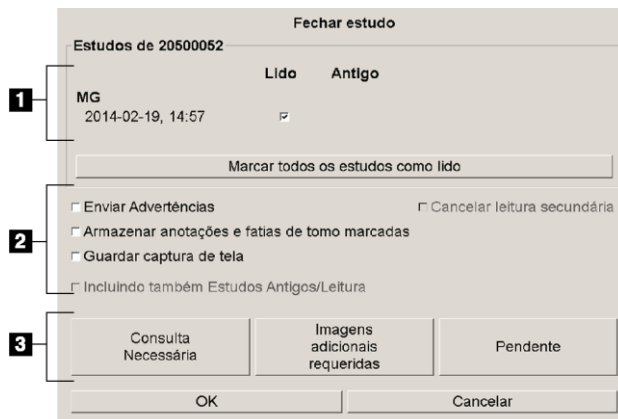 Fechar estudo
Estudos de 20500052
Lido Antigo
1
MG
2014-02-19, 14:57
Marcar todos os estudos como lido
2
Enviar Advertências Cancelar leitura secundária
Armazenar anotações e fatias de tomo marcadas
Guardar captura de tela
Incluindo também Estudos Antigos/Leitura
3
Consulta
Necessária
Imagens
adicionais
requeridas
Pendente
OK Cancelar